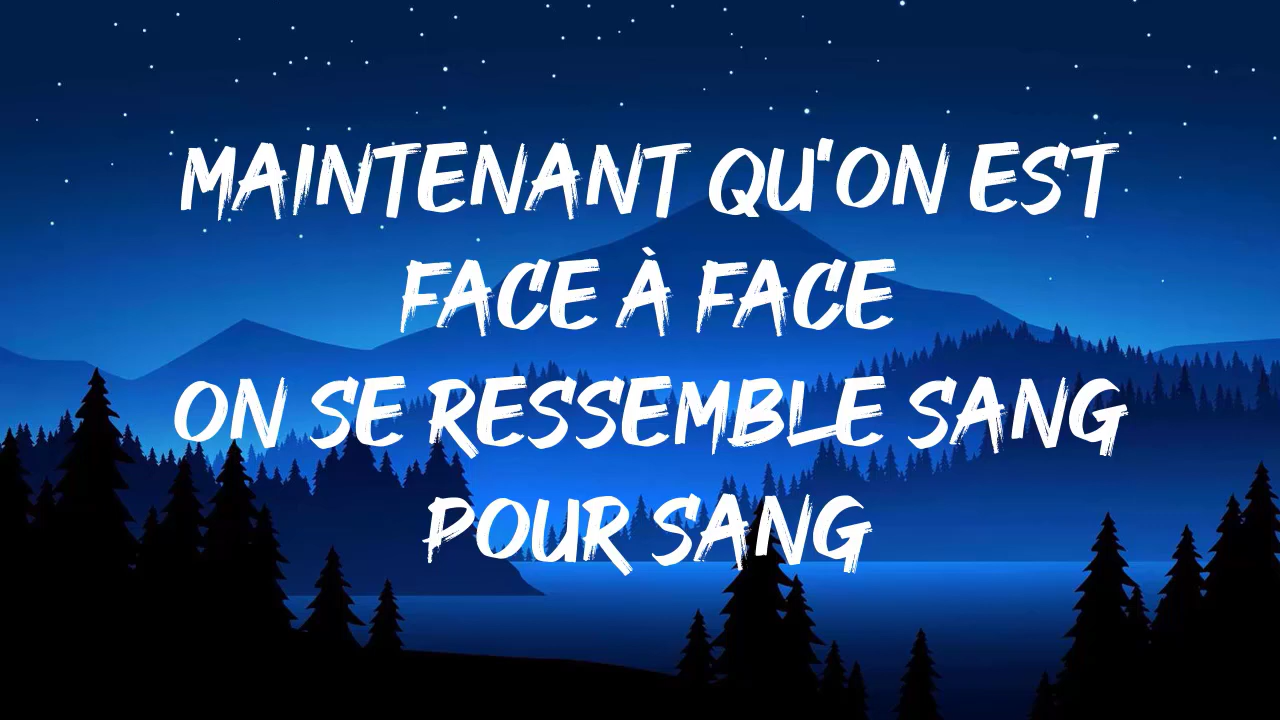 MAINTENANT QU'ON EST
FACE À FACE
ON SE RESSEMBLE SANG
POUR SANG